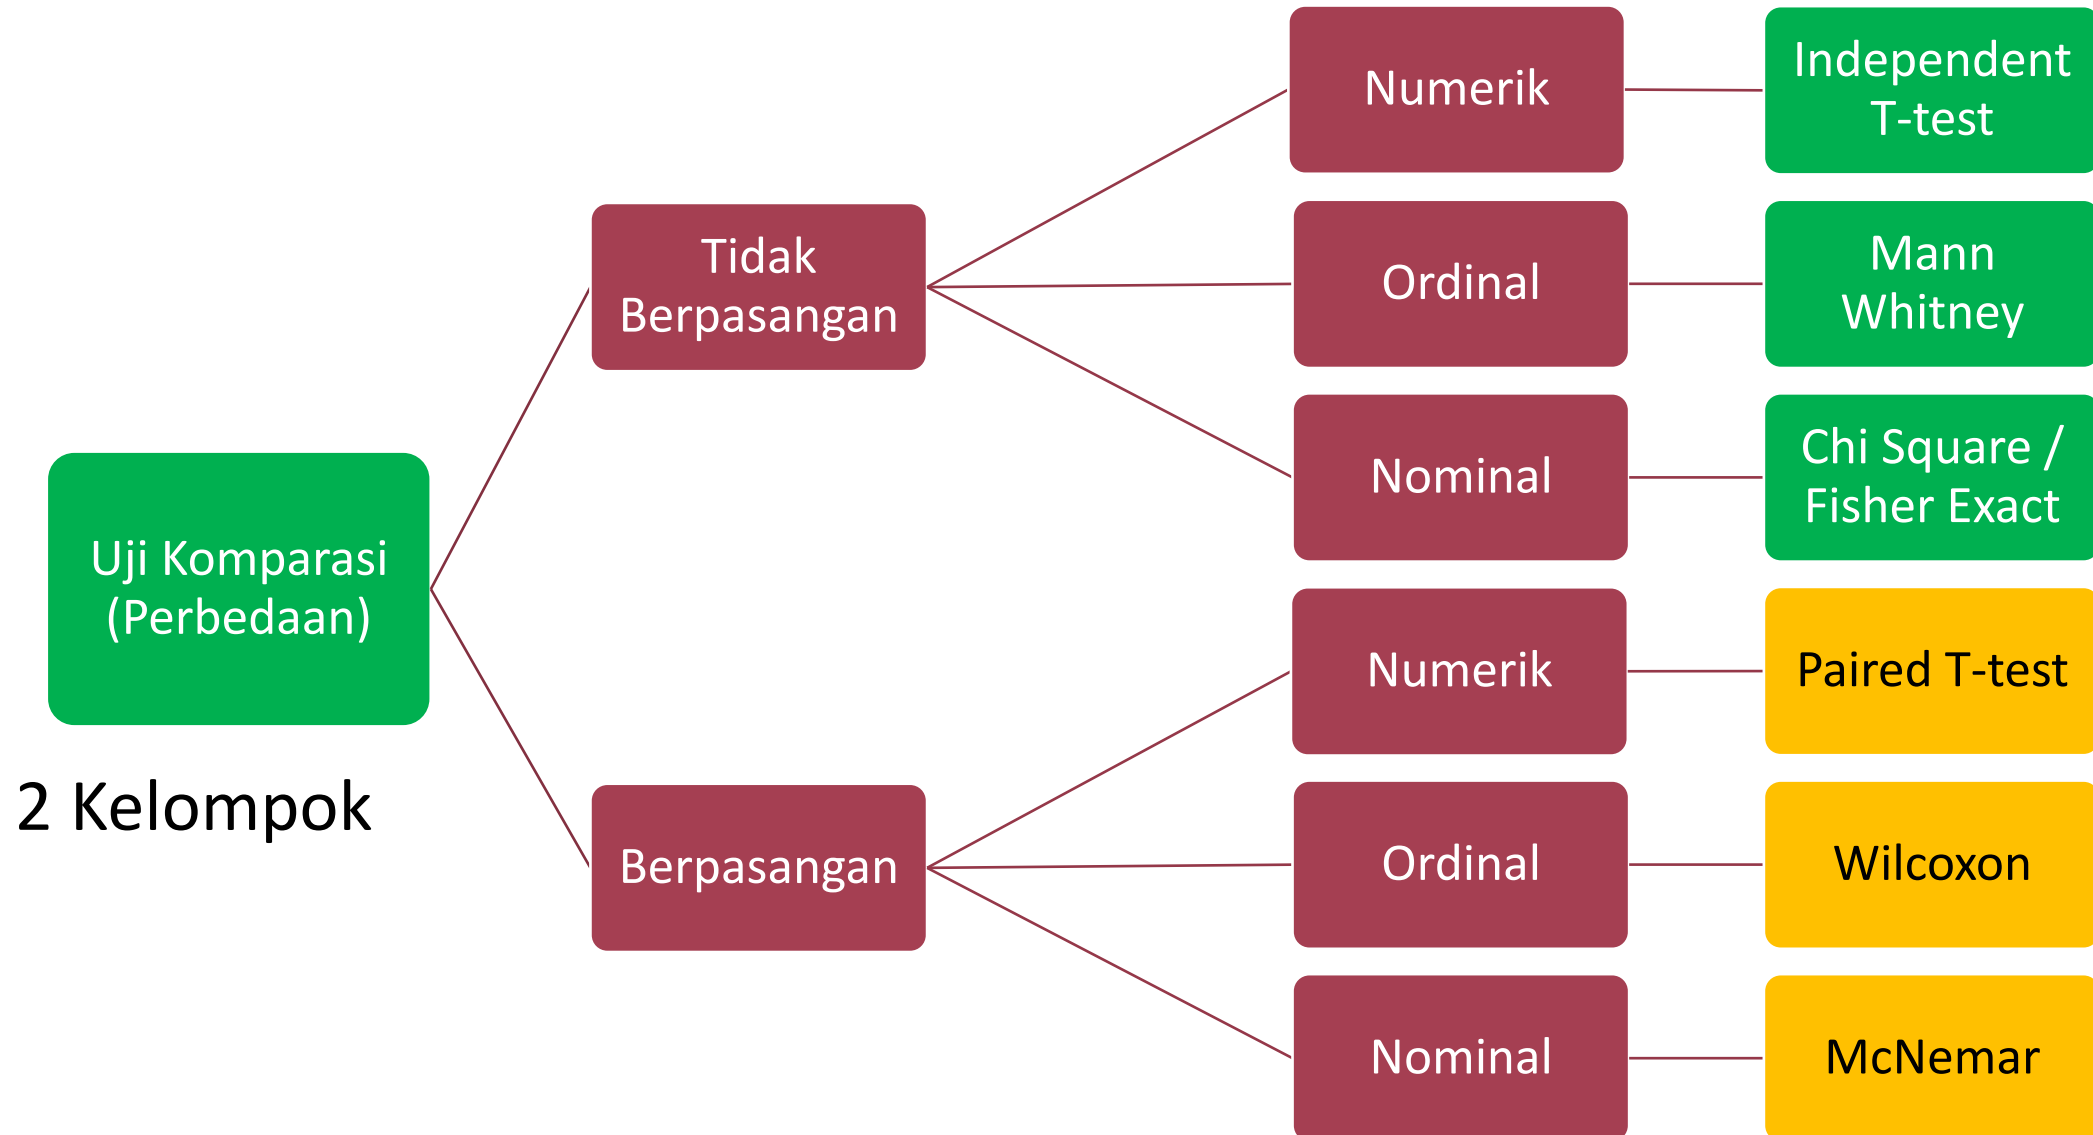 Uji Komparasi
(Perbedaan)
2 Kelompok
Tidak
Berpasangan
Numerik
Independent
T-test
Ordinal
Mann
Whitney
Nominal
Chi Square /
Fisher Exact
Berpasangan
Numerik
Paired T-test
Ordinal
Wilcoxon
Nominal
McNemar